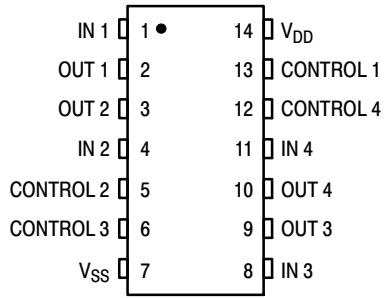 IN 1 1 14 VDD
OUT 1 2 13 CONTROL 1
OUT 2 3 12 CONTROL 4
IN 2 4 11 IN 4
CONTROL 2 5 10 OUT 4
CONTROL 3 6 9 OUT 3
VSS 7 8 IN 3